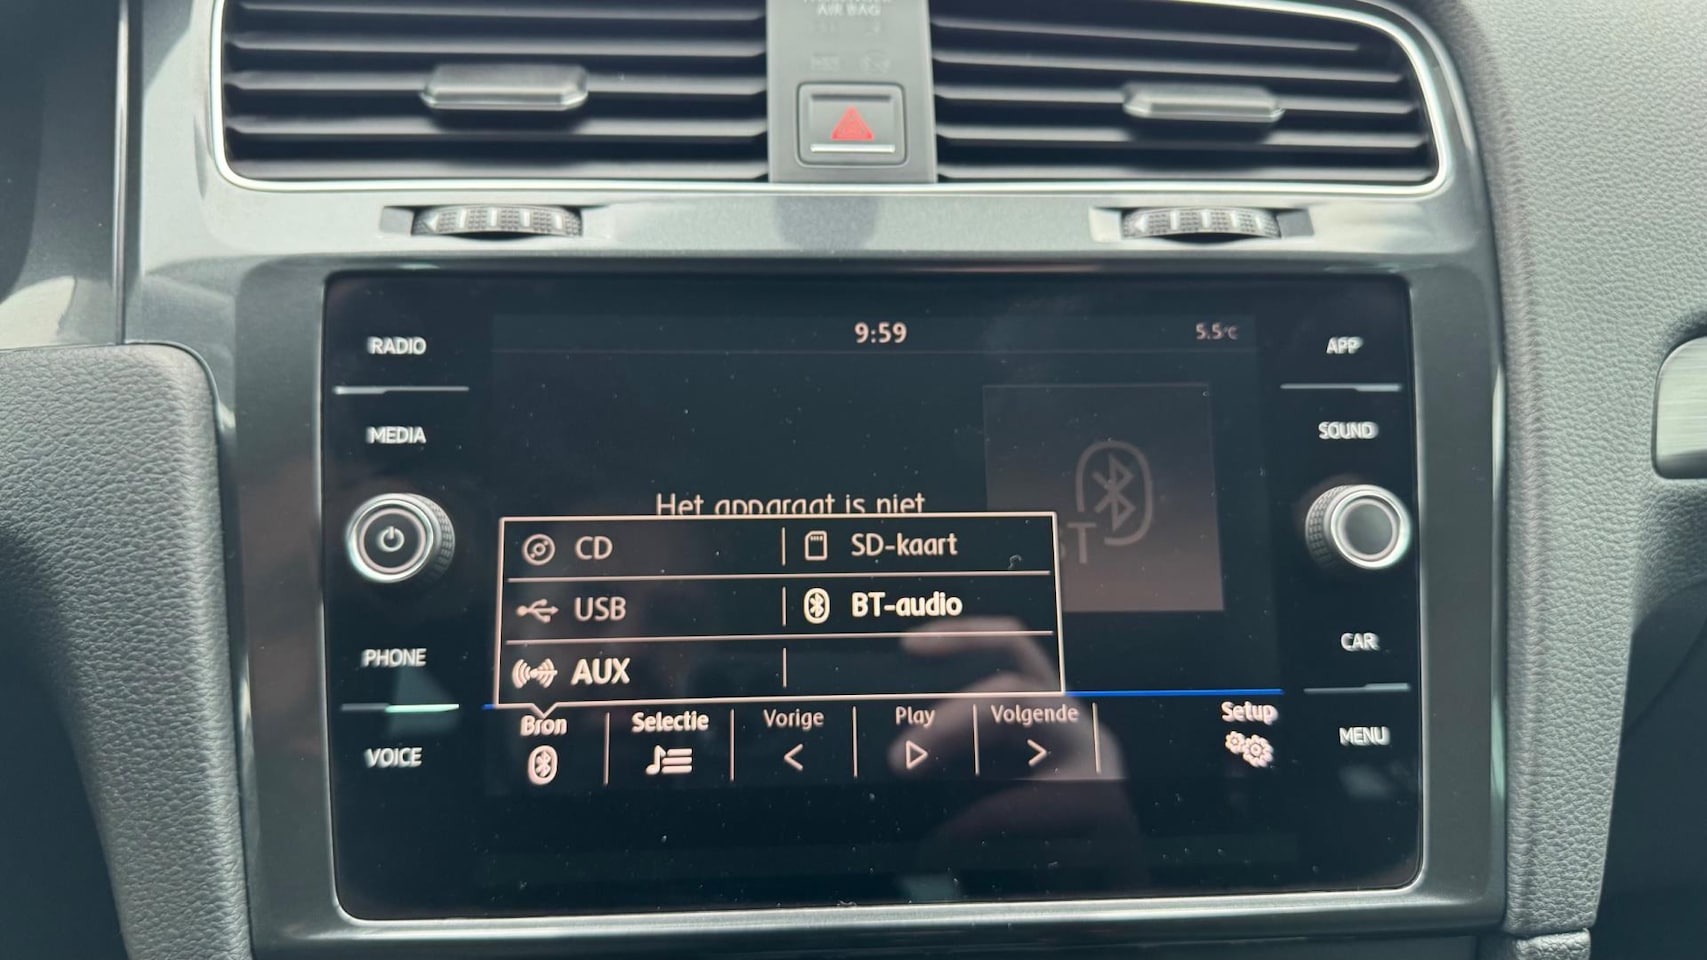 AIR BAG
9:59
5.5°C
RADIO
APP
MEDIA
SOUND
Het apparaat is niet
BT
CD
SD-kaart
USB
BT-audio
PHONE
CAR
AUX
Bron
Selectie
Vorige
Play
Volgende
Setup
VOICE
MENU